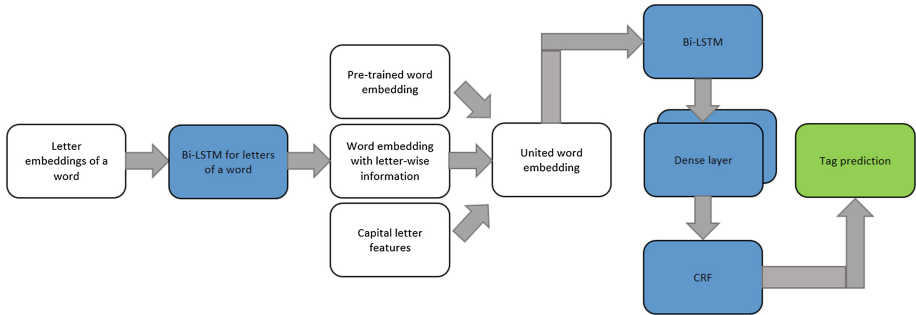 Letter
embeddings of a
word
Bi-LSTM for letters
of a word
Pre-trained word
embedding
Word embedding
with letter-wise
information
Capital letter
features
United word
embedding
Bi-LSTM
Dense layer
CRF
Tag prediction